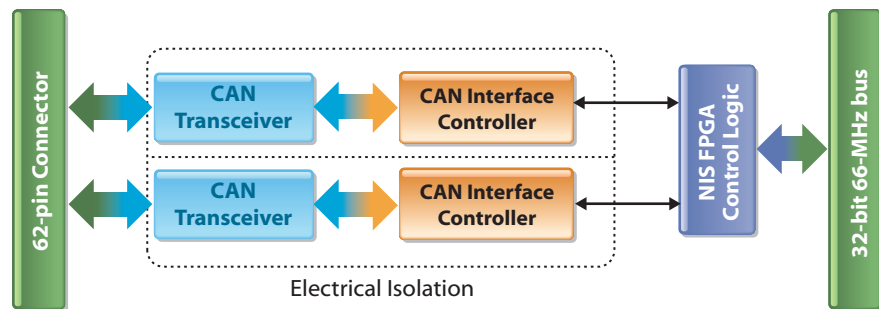 62-pin Connector
CAN
Transceiver
CAN Interface
Controller
CAN
Transceiver
CAN Interface
Controller
NIS FPGA
Control Logic
32-bit 66-MHz bus
Electrical Isolation